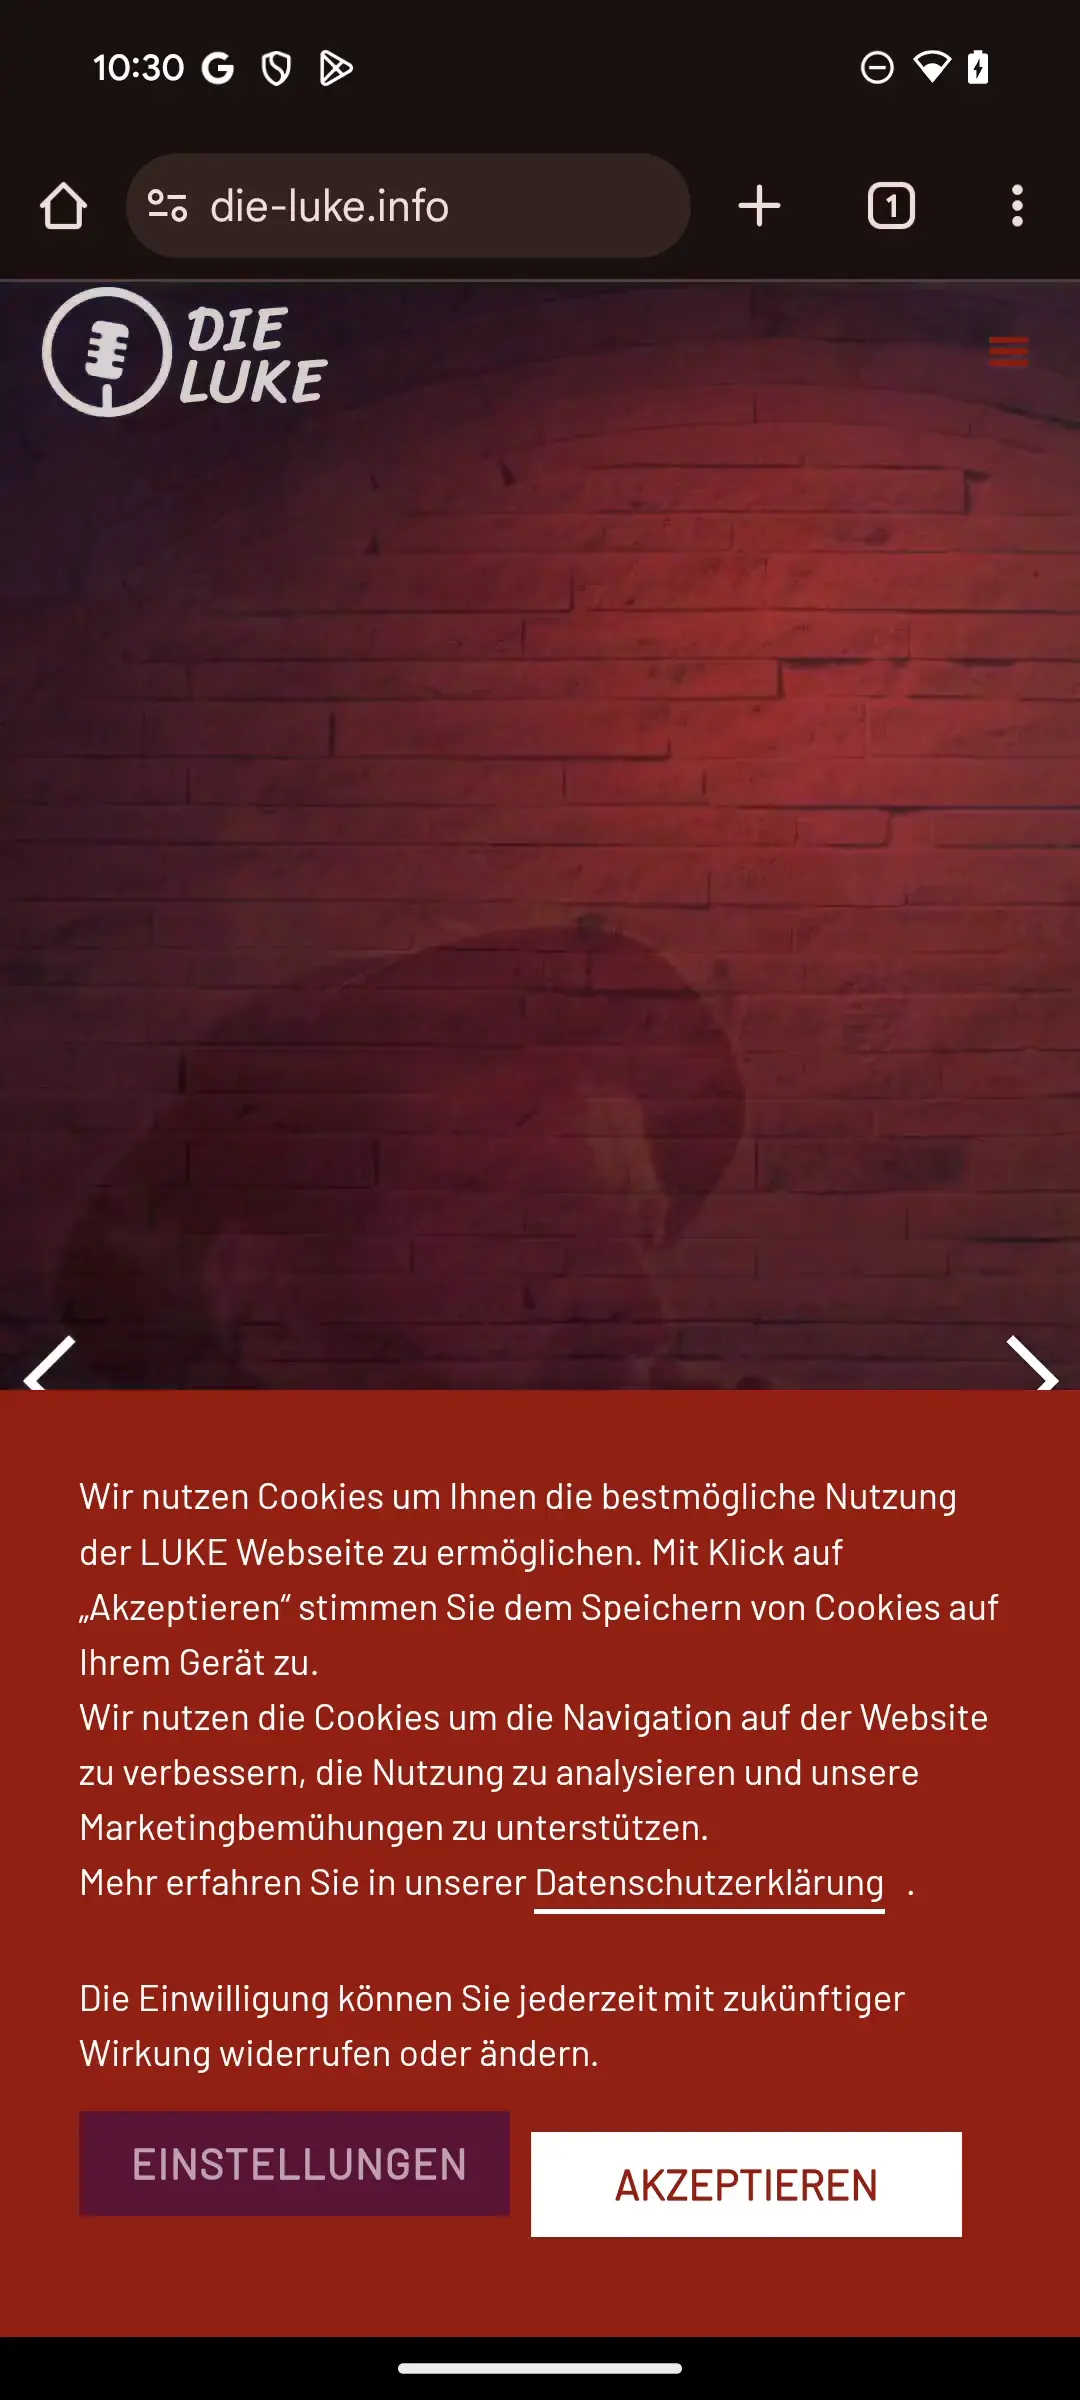 10:30
die-luke.info
1
DIE
LUKE
Wir nutzen Cookies um Ihnen die bestmögliche Nutzung
der LUKE Webseite zu ermöglichen. Mit Klick auf
„Akzeptieren“ stimmen Sie dem Speichern von Cookies auf
Ihrem Gerät zu.
Wir nutzen die Cookies um die Navigation auf der Website
zu verbessern, die Nutzung zu analysieren und unsere
Marketingbemühungen zu unterstützen.
Mehr erfahren Sie in unserer Datenschutzerklärung .
Die Einwilligung können Sie jederzeit mit zukünftiger
Wirkung widerrufen oder ändern.
EINSTELLUNGEN
AKZEPTIEREN